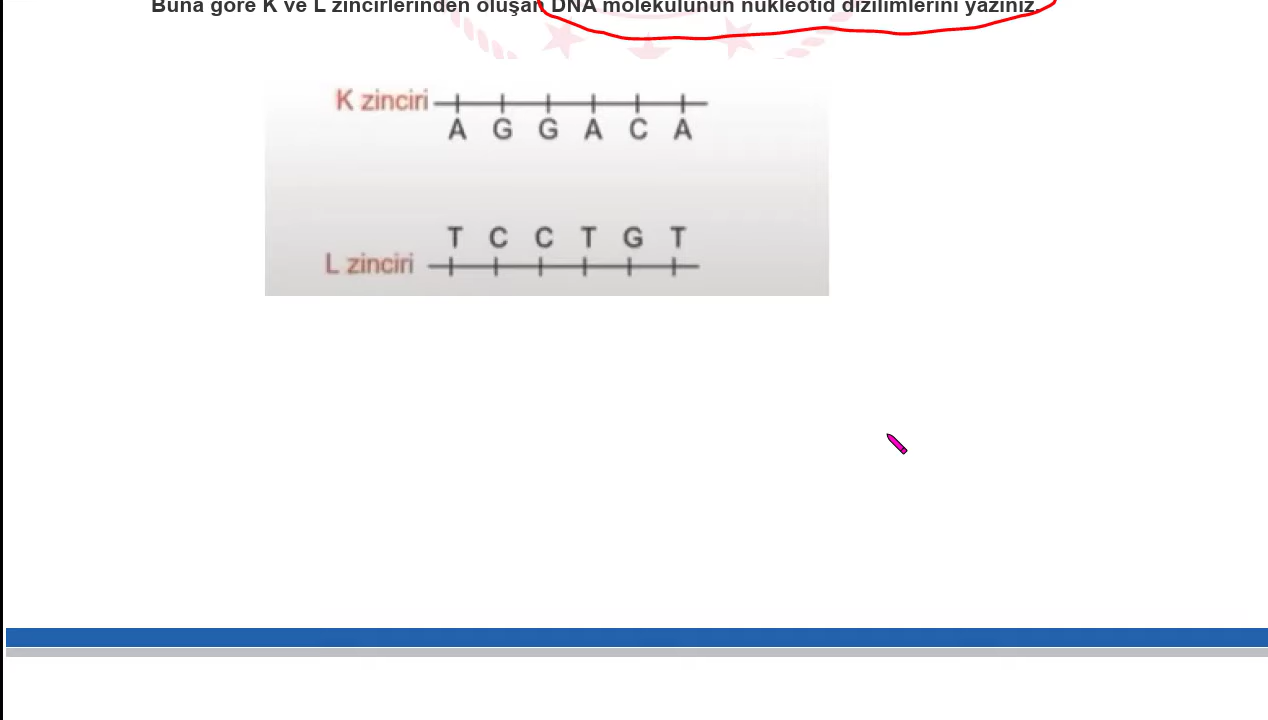 Buna göre K ve L zincirlerinden oluşan DNA molekülünün nükleotid dizilimlerini yazınız.
K zinciri
A G G A C A
T C C T G T
L zinciri